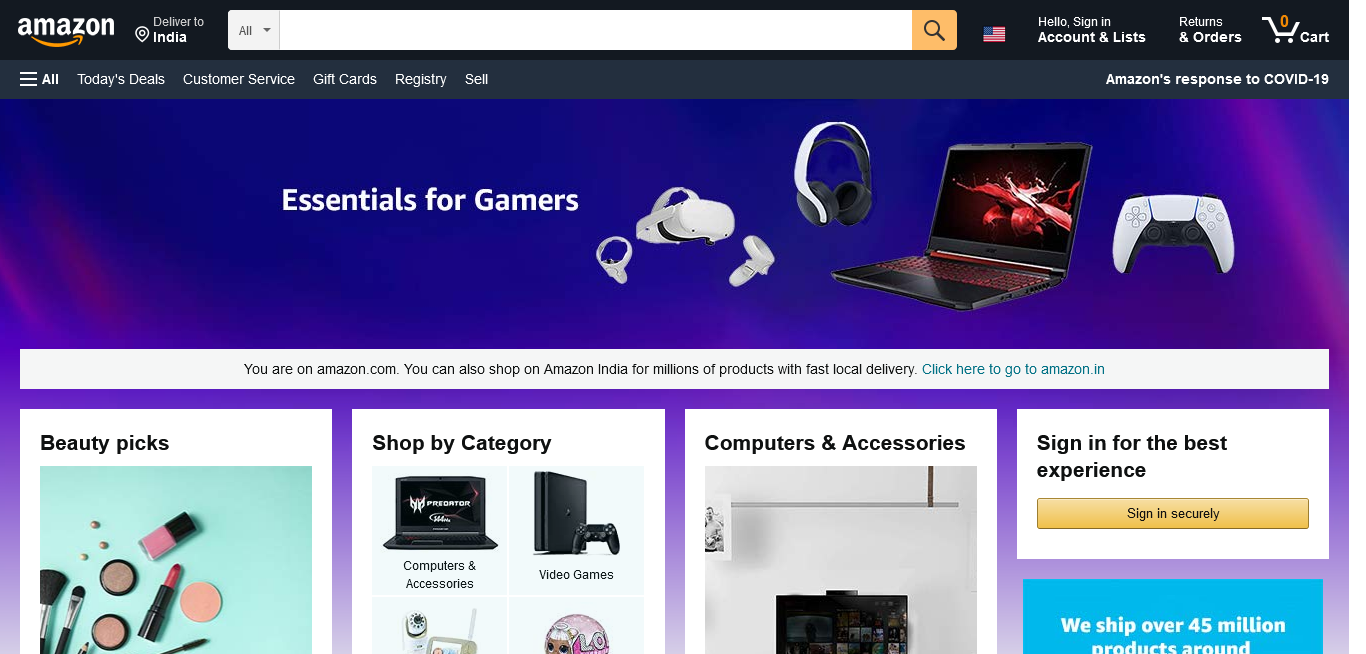 amazon
Deliver to
India
All
Hello, Sign in
Account & Lists
Returns
& Orders
0
Cart
All
Today's Deals
Customer Service
Gift Cards
Registry
Sell
Amazon's response to COVID-19
Essentials for Gamers
You are on amazon.com. You can also shop on Amazon India for millions of products with fast local delivery. Click here to go to amazon.in
Beauty picks
Shop by Category
PREDATOR
Computers &
Accessories
Video Games
LOL
Computers & Accessories
Sign in for the best
experience
Sign in securely
We ship over 45 million
products around